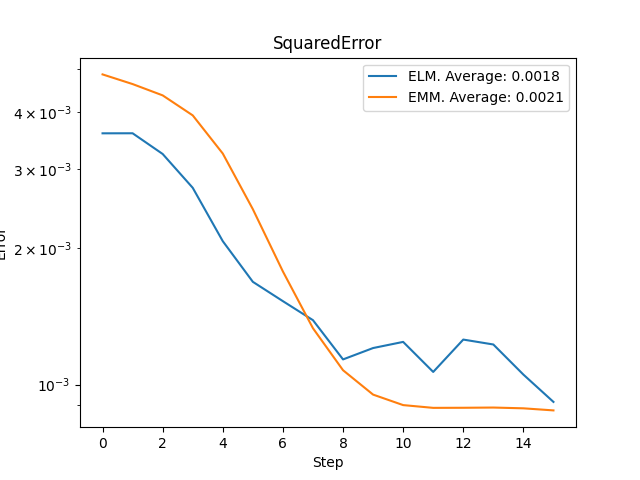 SquaredError
ELM. Average: 0.0018
EMM. Average: 0.0021
4 × 10⁻³
3 × 10⁻³
2 × 10⁻³
10⁻³
Error
0 2 4 6 8 10 12 14
Step